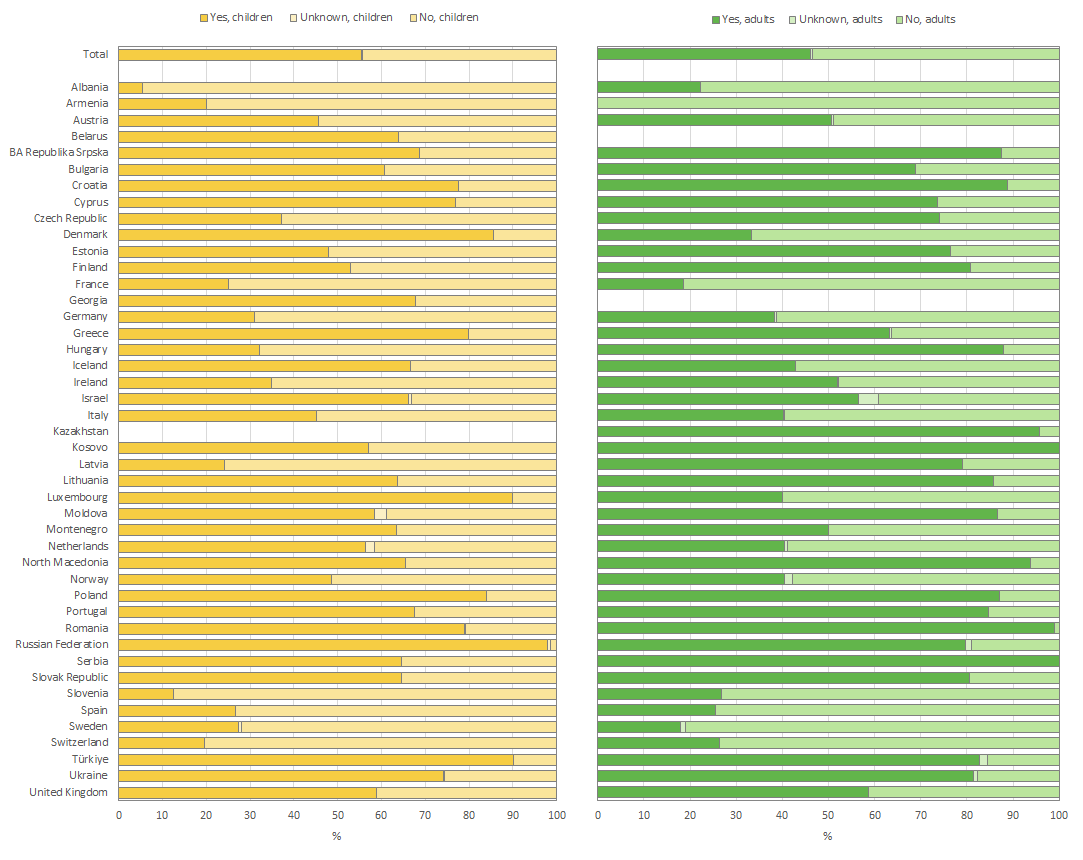 Yes, children Unknown, children No, children
Yes, adults Unknown, adults No, adults
Total
Albania
Armenia
Austria
Belarus
BA Republika Srpska
Bulgaria
Croatia
Cyprus
Czech Republic
Denmark
Estonia
Finland
France
Georgia
Germany
Greece
Hungary
Iceland
Ireland
Israel
Italy
Kazakhstan
Kosovo
Latvia
Lithuania
Luxembourg
Moldova
Montenegro
Netherlands
North Macedonia
Norway
Poland
Portugal
Romania
Russian Federation
Serbia
Slovak Republic
Slovenia
Spain
Sweden
Switzerland
Türkiye
Ukraine
United Kingdom
0 10 20 30 40 50 60 70 80 90 100
%
0 10 20 30 40 50 60 70 80 90 100
%